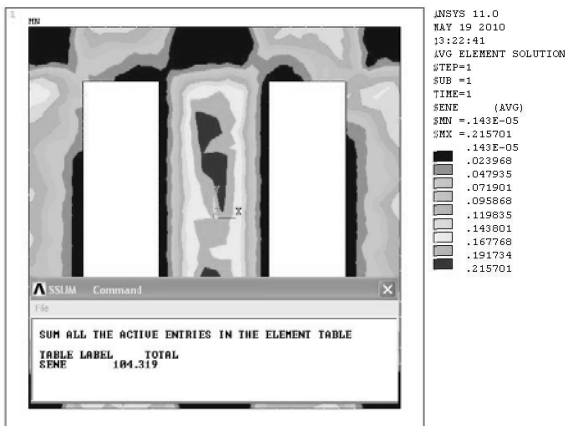 1
MN
X
ANSYS 11.0
MAY 19 2010
13:22:41
AVG ELEMENT SOLUTION
STEP=1
SUB =1
TIME=1
SENE (AVG)
SMN =.143E-05
SMX =.215701
.143E-05
.023968
.047935
.071901
.095868
.119835
.143801
.167768
.191734
.215701
SSUM Command
File
SUM ALL THE ACTIVE ENTRIES IN THE ELEMENT TABLE
TABLE LABEL TOTAL
SENE 104.319